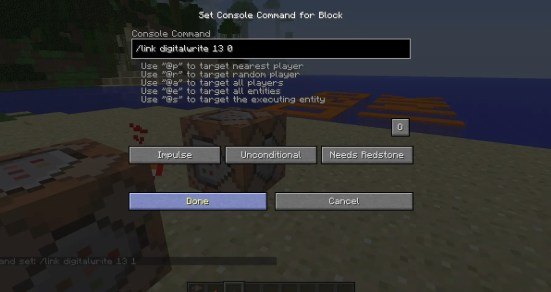 Set Console Command for Block
Console Command
/link digitalwrite 13 0
Use "@p" to target nearest player
Use "@r" to target random player
Use "@a" to target all players
Use "@e" to target all entities
Use "@s" to target the executing entity
O
Impulse
Unconditional
Needs Redstone
Done
Cancel
and set: /link digitalwrite 13 1